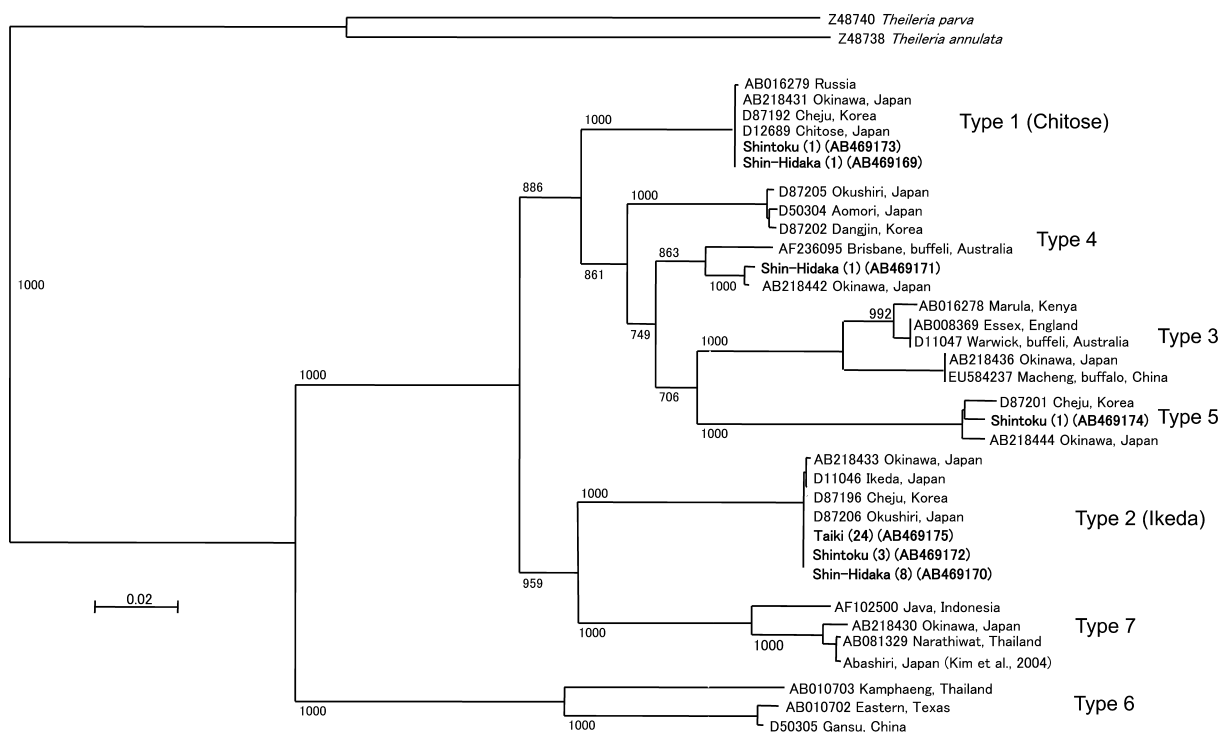 Z48740 Theileria parva
Z48738 Theileria annulata
AB016279 Russia
AB218431 Okinawa, Japan
D87192 Cheju, Korea
D12689 Chitose, Japan
Shintoku (1) (AB469173)
Shin-Hidaka (1) (AB469169)
Type 1 (Chitose)
1000
886
D87205 Okushiri, Japan
D50304 Aomori, Japan
D87202 Dangjin, Korea
1000
AF236095 Brisbane, buffeli, Australia
Shin-Hidaka (1) (AB469171)
AB218442 Okinawa, Japan
Type 4
863
861
1000
1000
AB016278 Marula, Kenya
AB008369 Essex, England
D11047 Warwick, buffeli, Australia
AB218436 Okinawa, Japan
EU584237 Macheng, buffalo, China
Type 3
992
749
1000
1000
706
D87201 Cheju, Korea
Shintoku (1) (AB469174)
AB218444 Okinawa, Japan
Type 5
1000
AB218433 Okinawa, Japan
D11046 Ikeda, Japan
D87196 Cheju, Korea
D87206 Okushiri, Japan
Taiki (24) (AB469175)
Shintoku (3) (AB469172)
Shin-Hidaka (8) (AB469170)
Type 2 (Ikeda)
1000
959
0.02
AF102500 Java, Indonesia
AB218430 Okinawa, Japan
AB081329 Narathiwat, Thailand
Abashiri, Japan (Kim et al., 2004)
Type 7
1000
1000
AB010703 Kamphaeng, Thailand
AB010702 Eastern, Texas
D50305 Gansu, China
Type 6
1000
1000